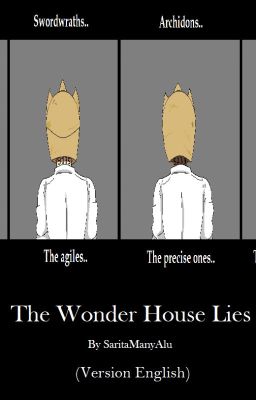 Swordwraths..
Archidons..
The agiles..
The precise ones..
The Wonder House Lies
By SaritaManyAlu
(Version English)